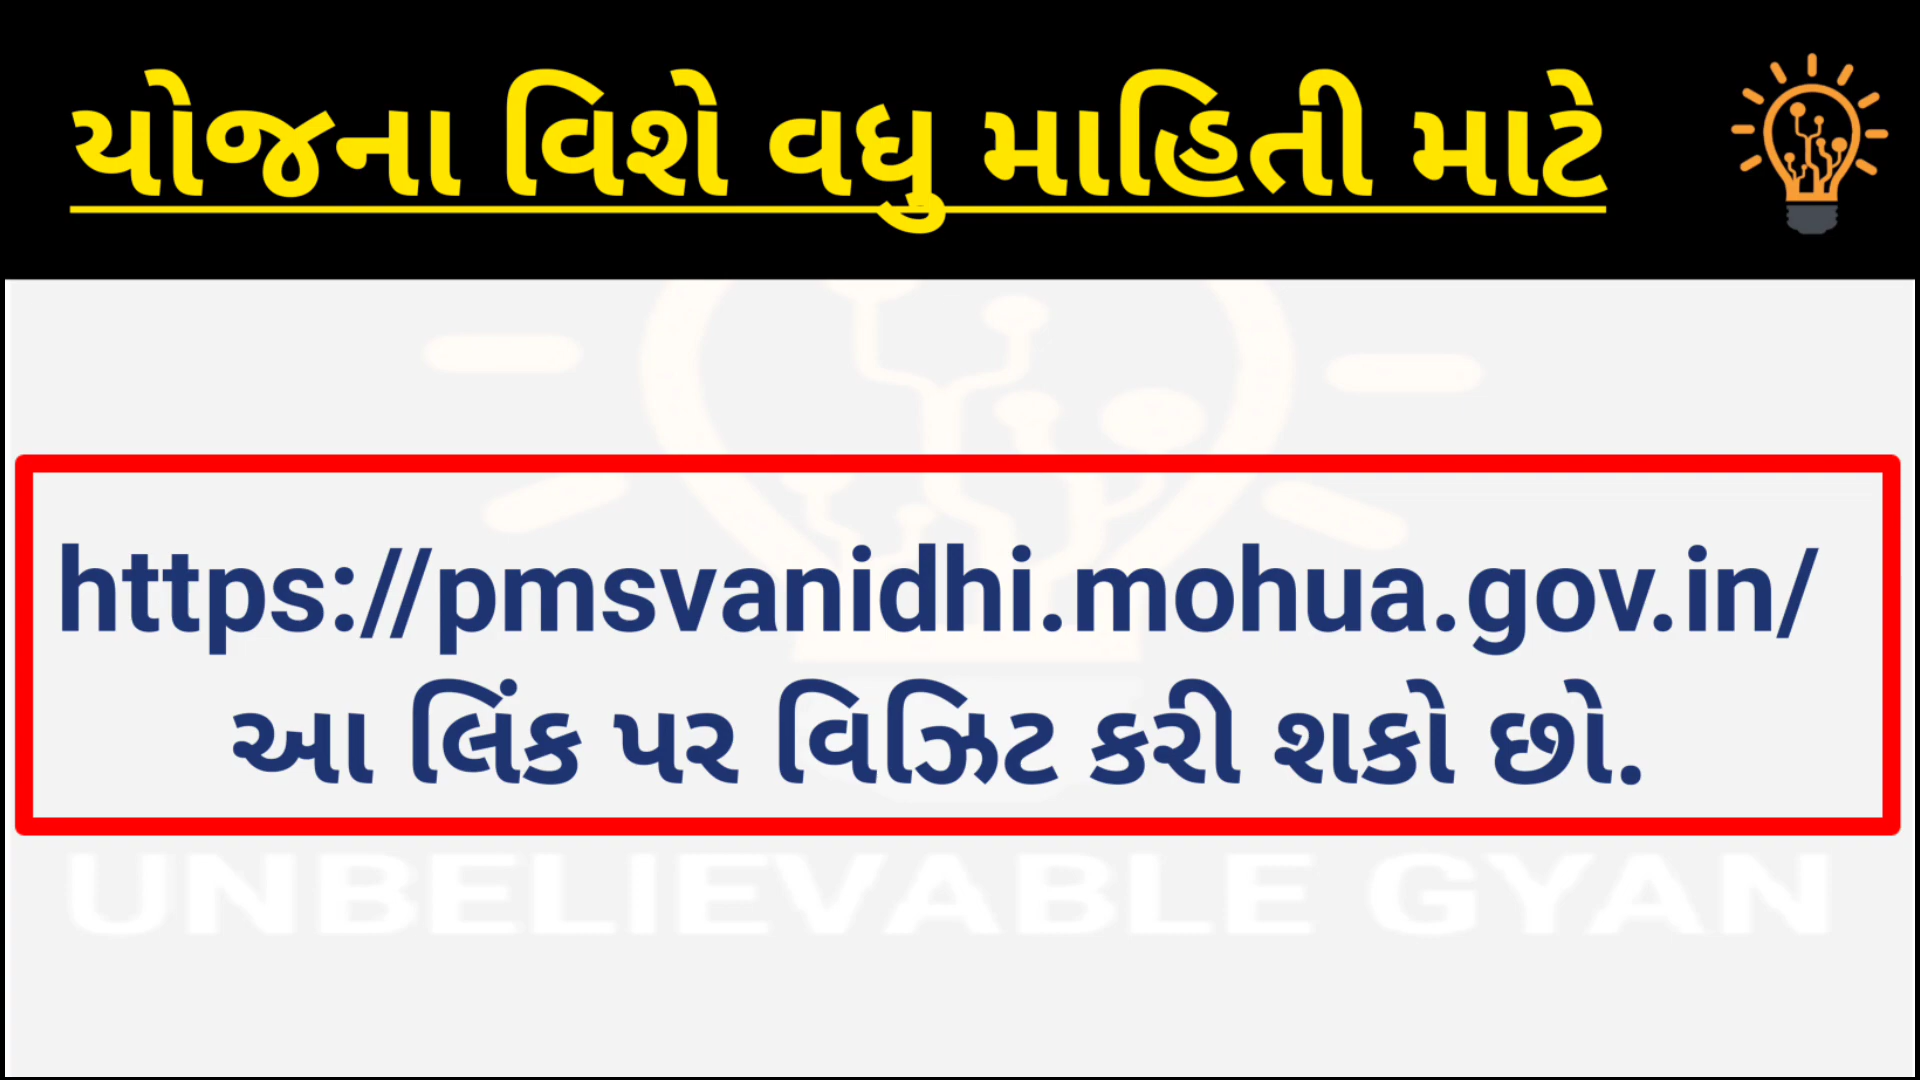 યોજના વિશે વધુ માહિતી માટે
https://pmsvanidhi.mohua.gov.in/
આ લિંક પર વિઝિટ કરી શકો છો.
UNBELIEVABLE GYAN